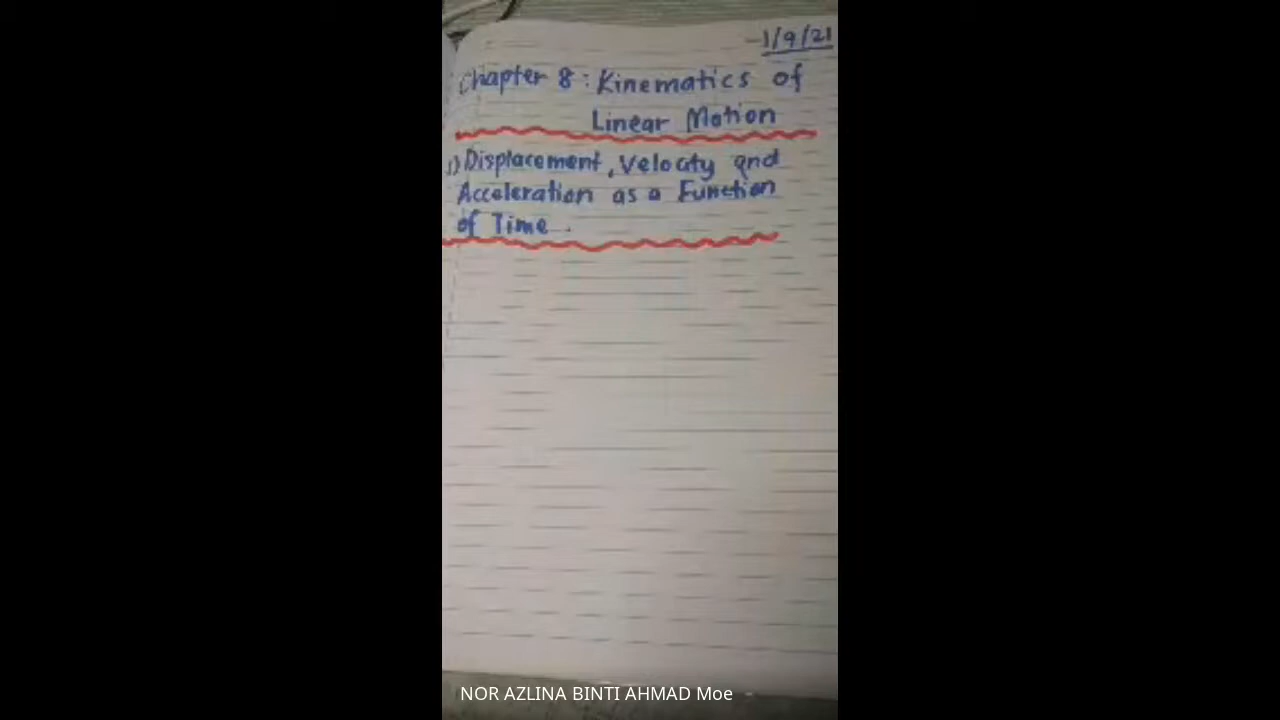 1/9/21
Chapter 8 : Kinematics of
Linear Motion
1) Displacement, Velocity and
Acceleration as a Function
of Time.
NOR AZLINA BINTI AHMAD Moe